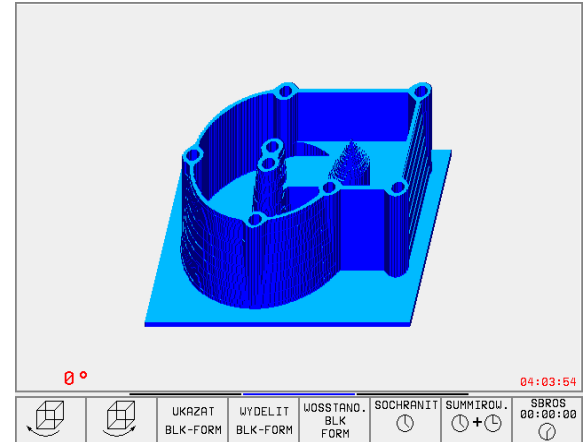 0°
04:03:54
UKAZAT
BLK-FORM
WYDELIT
BLK-FORM
WOSSTANO.
BLK
FORM
SOCHRANIT
SUMMIROW.
+
SBROS
00:00:00